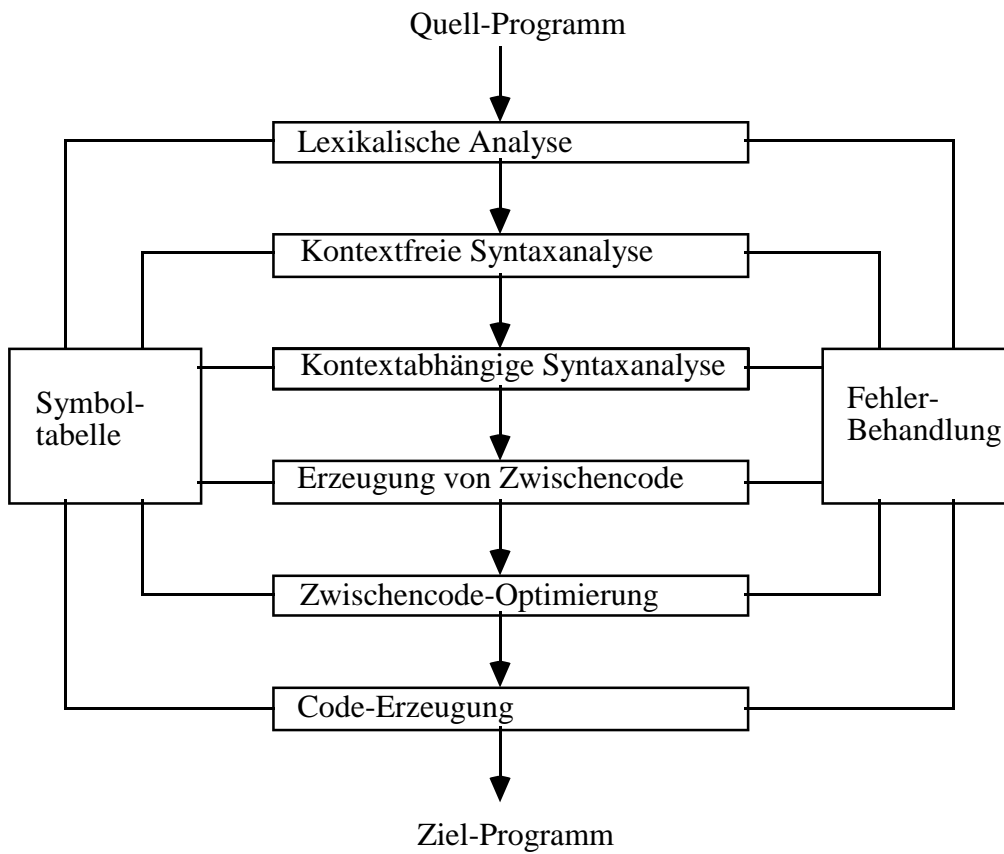 Quell-Programm
Lexikalische Analyse
Kontextfreie Syntaxanalyse
Kontextabhängige Syntaxanalyse
Symbol-
tabelle
Fehler-
Behandlung
Erzeugung von Zwischencode
Zwischencode-Optimierung
Code-Erzeugung
Ziel-Programm